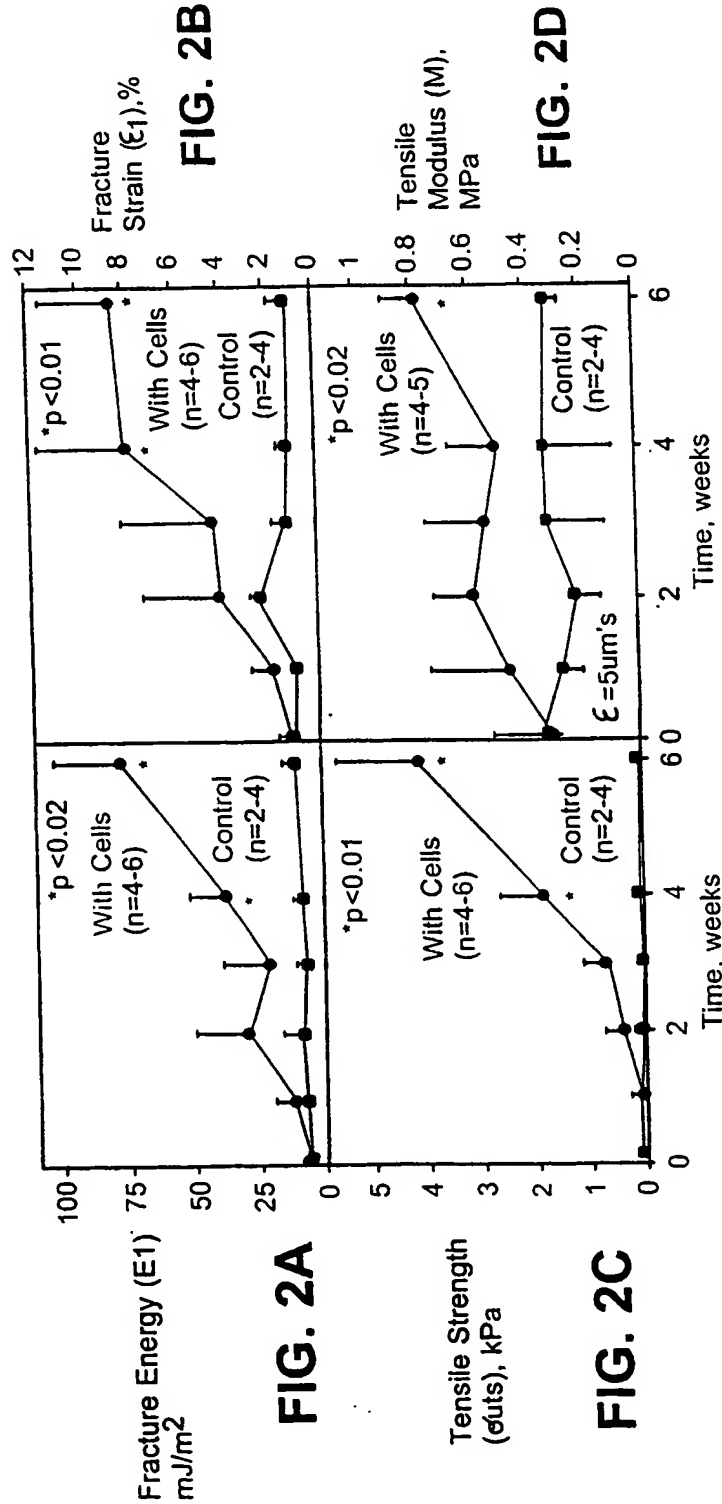 Fracture Energy (E1)
mJ/m2
100
75
50
25
0
*p <0.02
With Cells
(n=4-6)
Control
(n=2-4)
*
*
FIG. 2A
12
10
8
6
4
2
0
Fracture
Strain (ε1),%
*p <0.01
With Cells
(n=4-6)
Control
(n=2-4)
*
*
FIG. 2B
Tensile Strength
(σuts), kPa
5
4
3
2
1
0
*p <0.01
With Cells
(n=4-6)
Control
(n=2-4)
*
*
0
2
4
6
Time, weeks
FIG. 2C
1
0.8
0.6
0.4
0.2
0
Tensile
Modulus (M),
MPa
*p <0.02
With Cells
(n=4-5)
Control
(n=2-4)
*
ε =5um's
0
2
4
6
Time, weeks
FIG. 2D